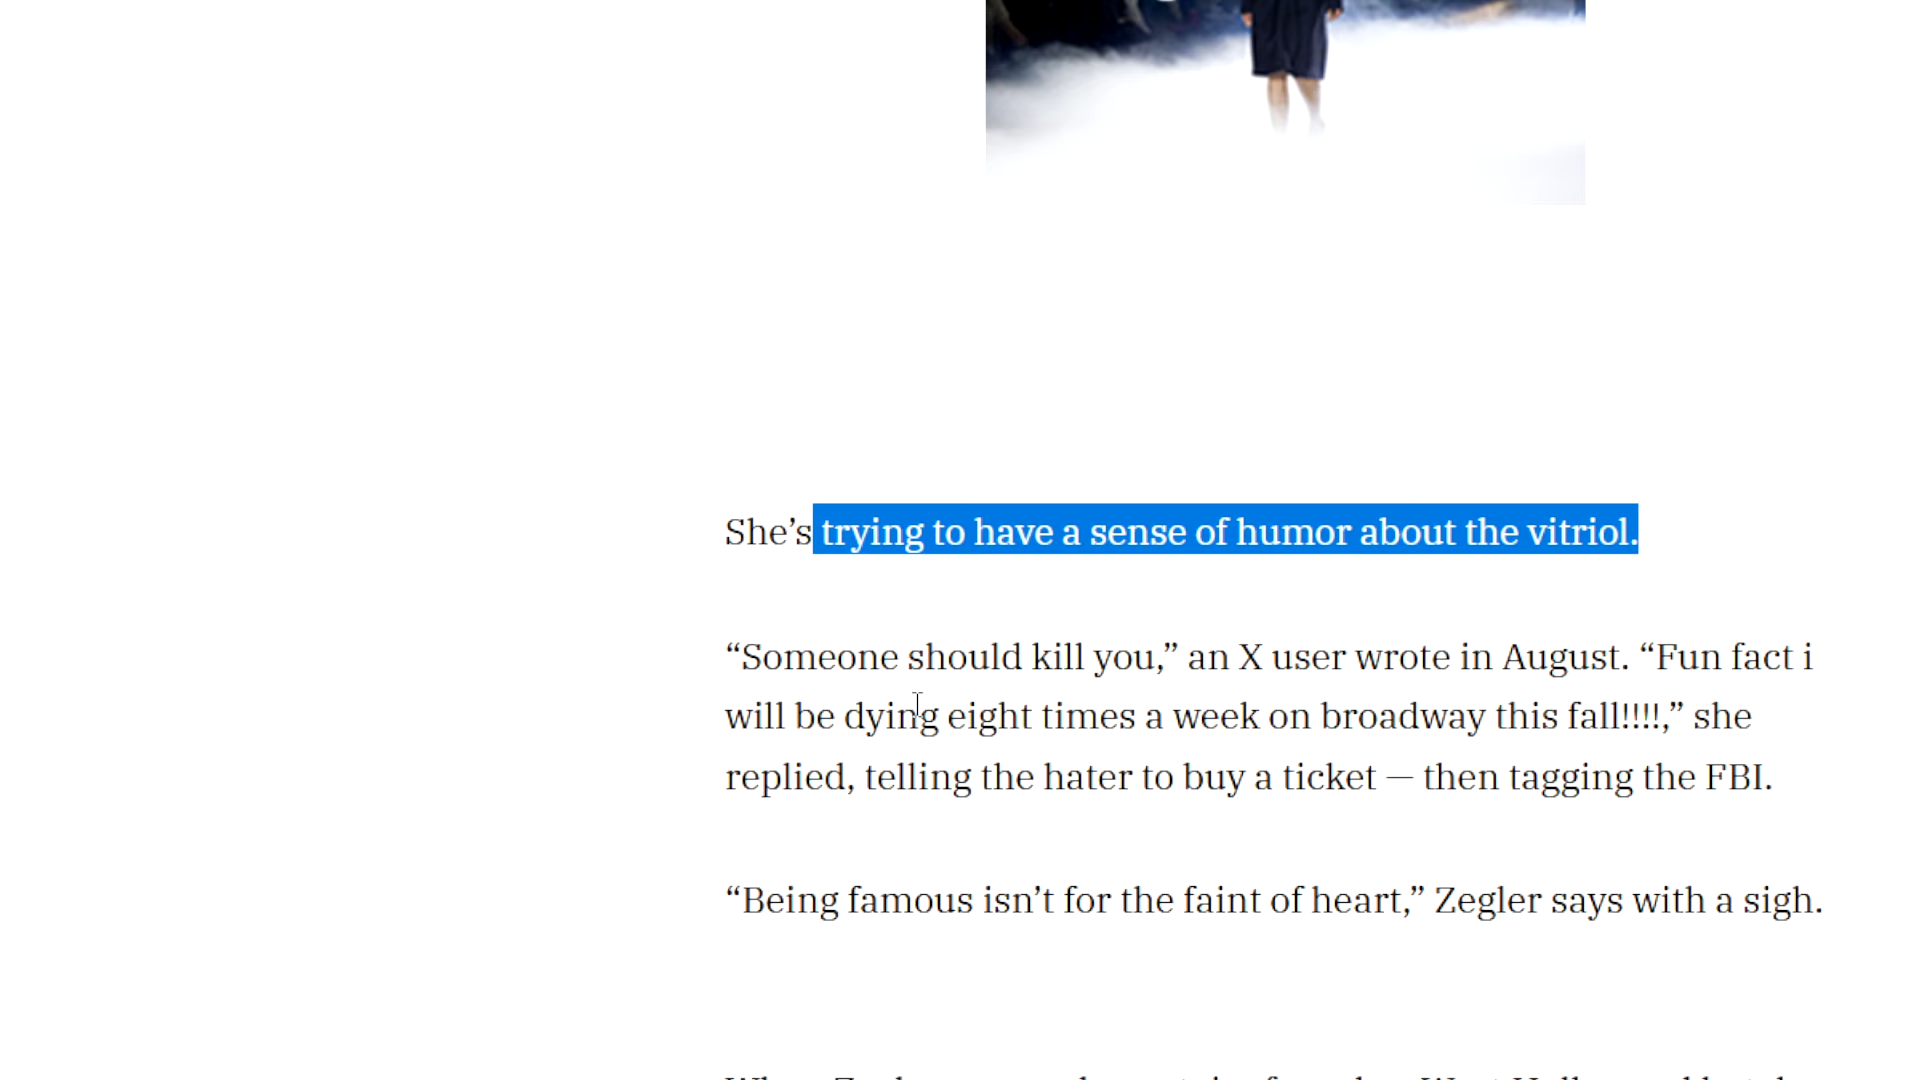 She’s trying to have a sense of humor about the vitriol.
“Someone should kill you,” an X user wrote in August. “Fun fact i
will be dying eight times a week on broadway this fall!!!!,” she
replied, telling the hater to buy a ticket — then tagging the FBI.
“Being famous isn’t for the faint of heart,” Zegler says with a sigh.